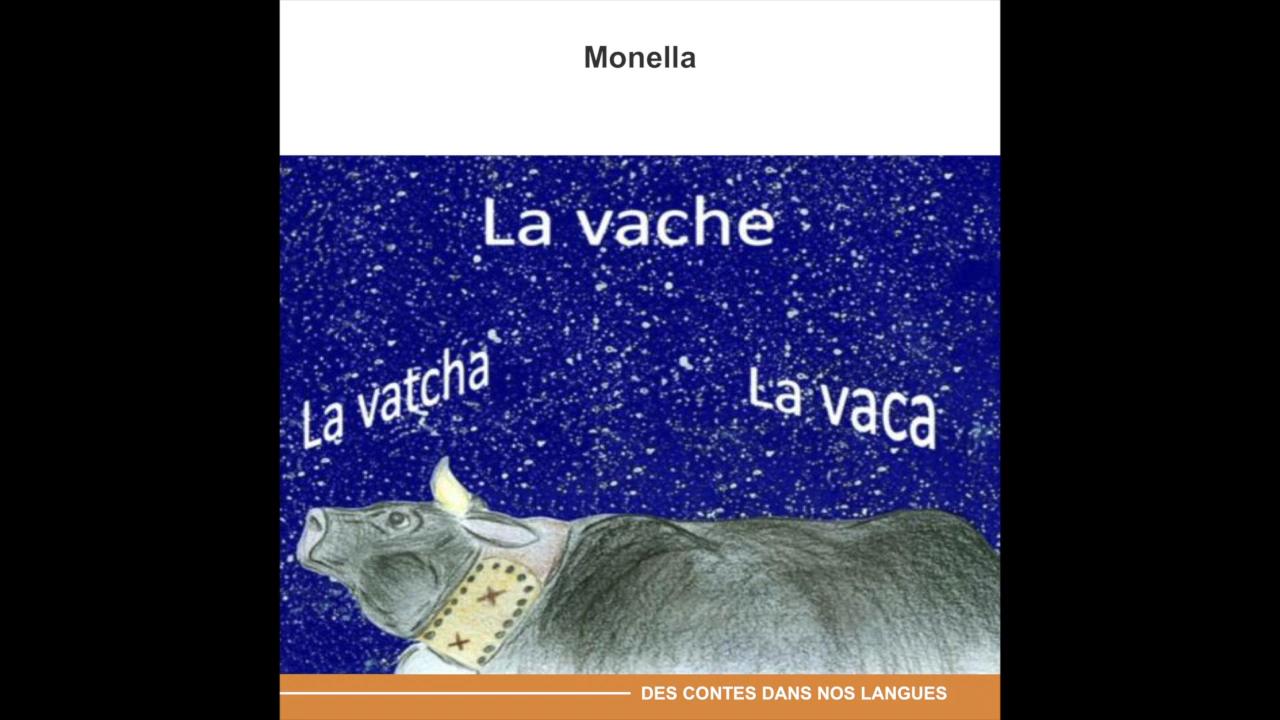 Monella
La vache
La vatcha
La vaca
DES CONTES DANS NOS LANGUES